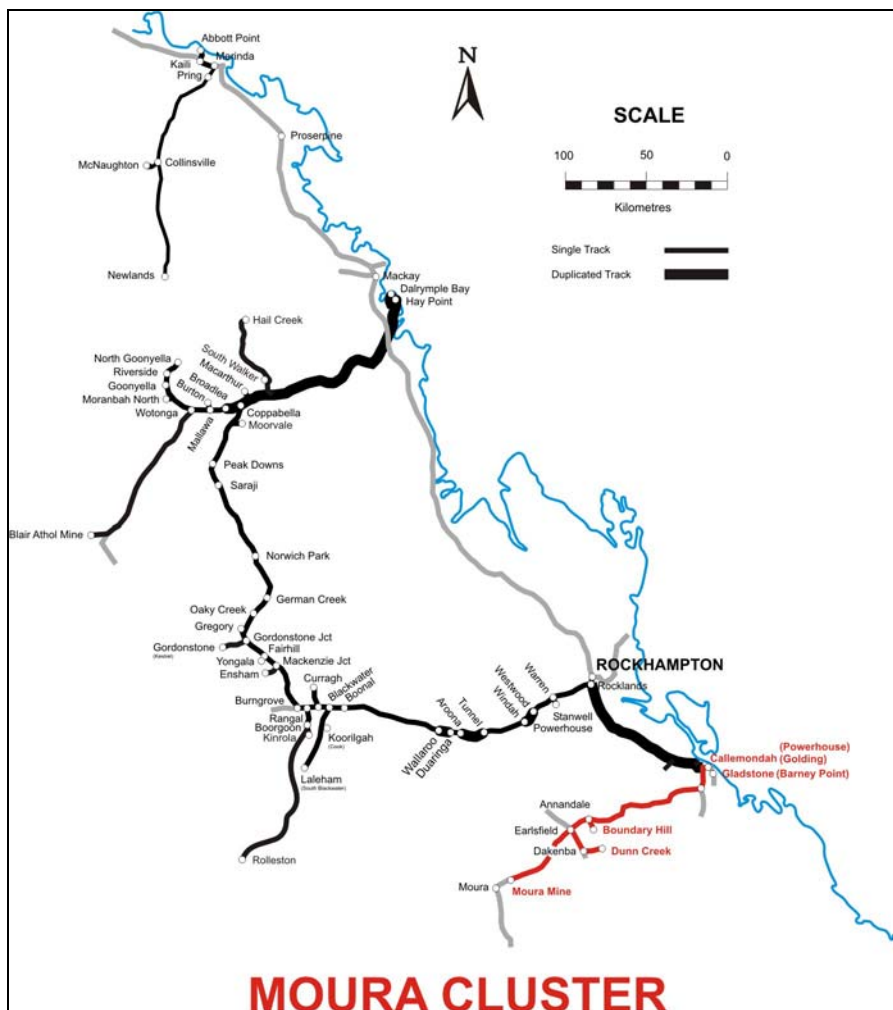 Abbott Point
Kaili
Merinda
Pring
N
SCALE
100
50
0
Kilometres
Proserpine
McNaughton
Collinsville
Single Track
Duplicated Track
Newlands
Mackay
Dalrymple Bay
Hay Point
Hail Creek
North Goonyella
Riverside
Goonyella
Moranbah North
Wotonga
South Walker
Macarthur
Broadlea
Burton
Mallawa
Coppabella
Moorvale
Peak Downs
Saraji
Blair Athol Mine
Norwich Park
German Creek
Oaky Creek
Gregory
Gordonstone Jct
Gordonstone
(Kestrel)
Fairhill
Yongala
Mackenzie Jct
Ensham
Curragh
Blackwater
Boonal
Burngrove
Rangal
Boorgoon
Kinrola
Koorilgah
(Cook)
Laleham
(South Blackwater)
Rolleston
Wallaroo
Duaringa
Aroona
Tunnel
Windah
Westwood
Warren
Stanwell
Powerhouse
ROCKHAMPTON
Rocklands
Callemondah
(Powerhouse)
(Golding)
Gladstone (Barney Point)
Annandale
Earlsfield
Boundary Hill
Dakenba
Dunn Creek
Moura
Moura Mine
MOURA CLUSTER